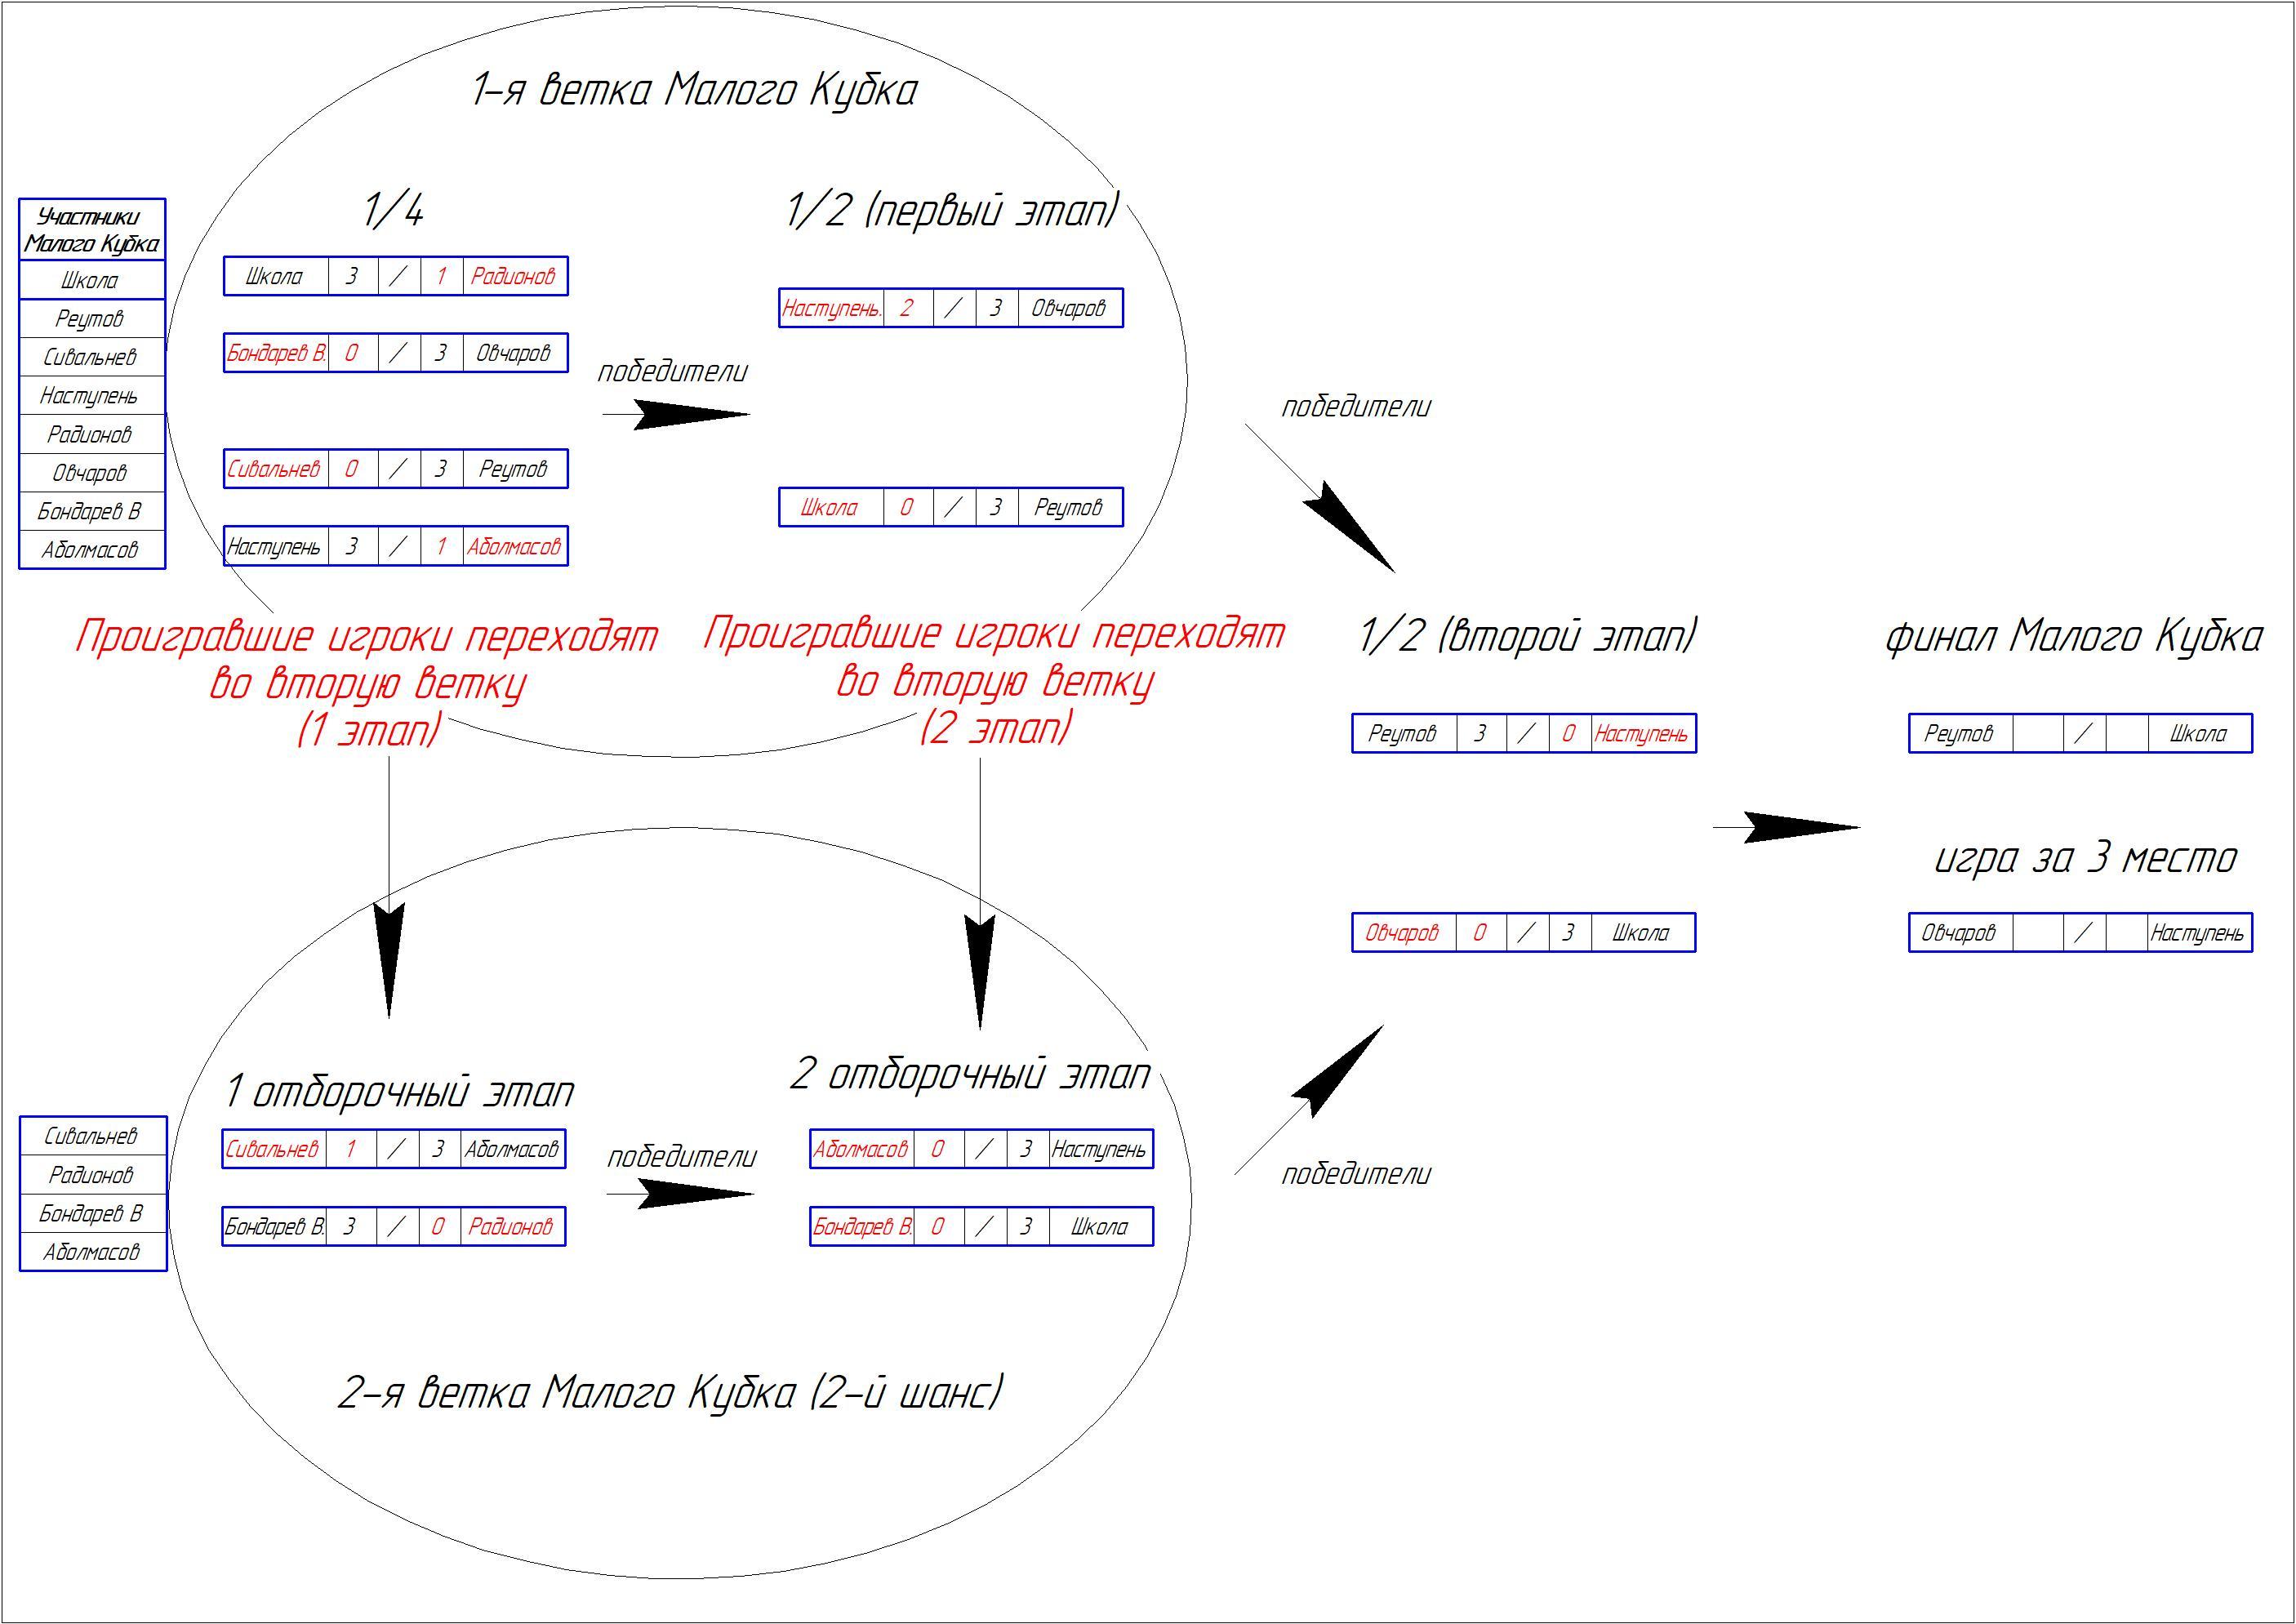 1-я ветка Малого Кубка
Участники
Малого Кубка
Школа
Реутов
Сивальнев
Наступень
Радионов
Овчаров
Бондарев В
Аболмасов
1/4
Школа 3 / 1 Радионов
Бондарев В. 0 / 3 Овчаров
Сивальнев 0 / 3 Реутов
Наступень 3 / 1 Аболмасов
победители
1/2 (первый этап)
Наступень. 2 / 3 Овчаров
Школа 0 / 3 Реутов
победители
Проигравшие игроки переходят
во вторую ветку
(1 этап)
Проигравшие игроки переходят
во вторую ветку
(2 этап)
1/2 (второй этап)
Реутов 3 / 0 Наступень
Овчаров 0 / 3 Школа
финал Малого Кубка
Реутов / Школа
игра за 3 место
Овчаров / Наступень
Сивальнев
Радионов
Бондарев В
Аболмасов
1 отборочный этап
Сивальнев 1 / 3 Аболмасов
Бондарев В. 3 / 0 Радионов
победители
2 отборочный этап
Аболмасов 0 / 3 Наступень
Бондарев В. 0 / 3 Школа
победители
2-я ветка Малого Кубка (2-й шанс)